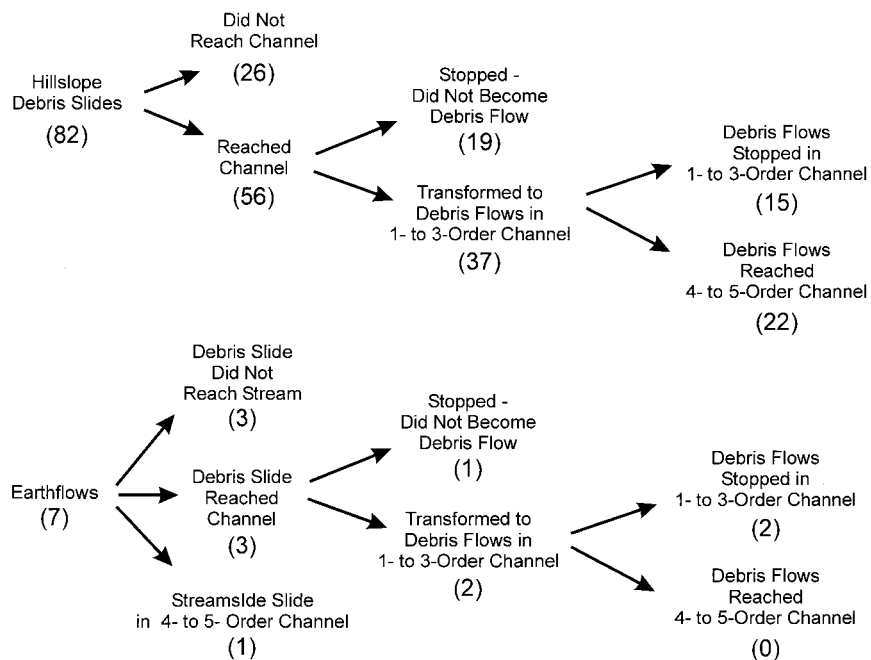 Did Not
Reach Channel
(26)
Hillslope
Debris Slides
(82)
Reached
Channel
(56)
Stopped -
Did Not Become
Debris Flow
(19)
Transformed to
Debris Flows in
1- to 3-Order Channel
(37)
Debris Flows
Stopped in
1- to 3-Order Channel
(15)
Debris Flows
Reached
4- to 5-Order Channel
(22)
Debris Slide
Did Not
Reach Stream
(3)
Earthflows
(7)
Debris Slide
Reached
Channel
(3)
StreamsIde Slide
in 4- to 5- Order Channel
(1)
Stopped -
Did Not Become
Debris Flow
(1)
Transformed to
Debris Flows in
1- to 3-Order Channel
(2)
Debris Flows
Stopped in
1- to 3-Order Channel
(2)
Debris Flows
Reached
4- to 5-Order Channel
(0)